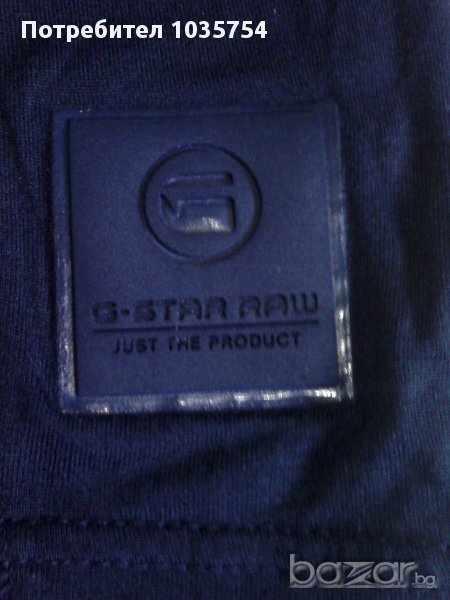 Потребител 1035754
G-STAR RAW
JUST THE PRODUCT
bazar.bg